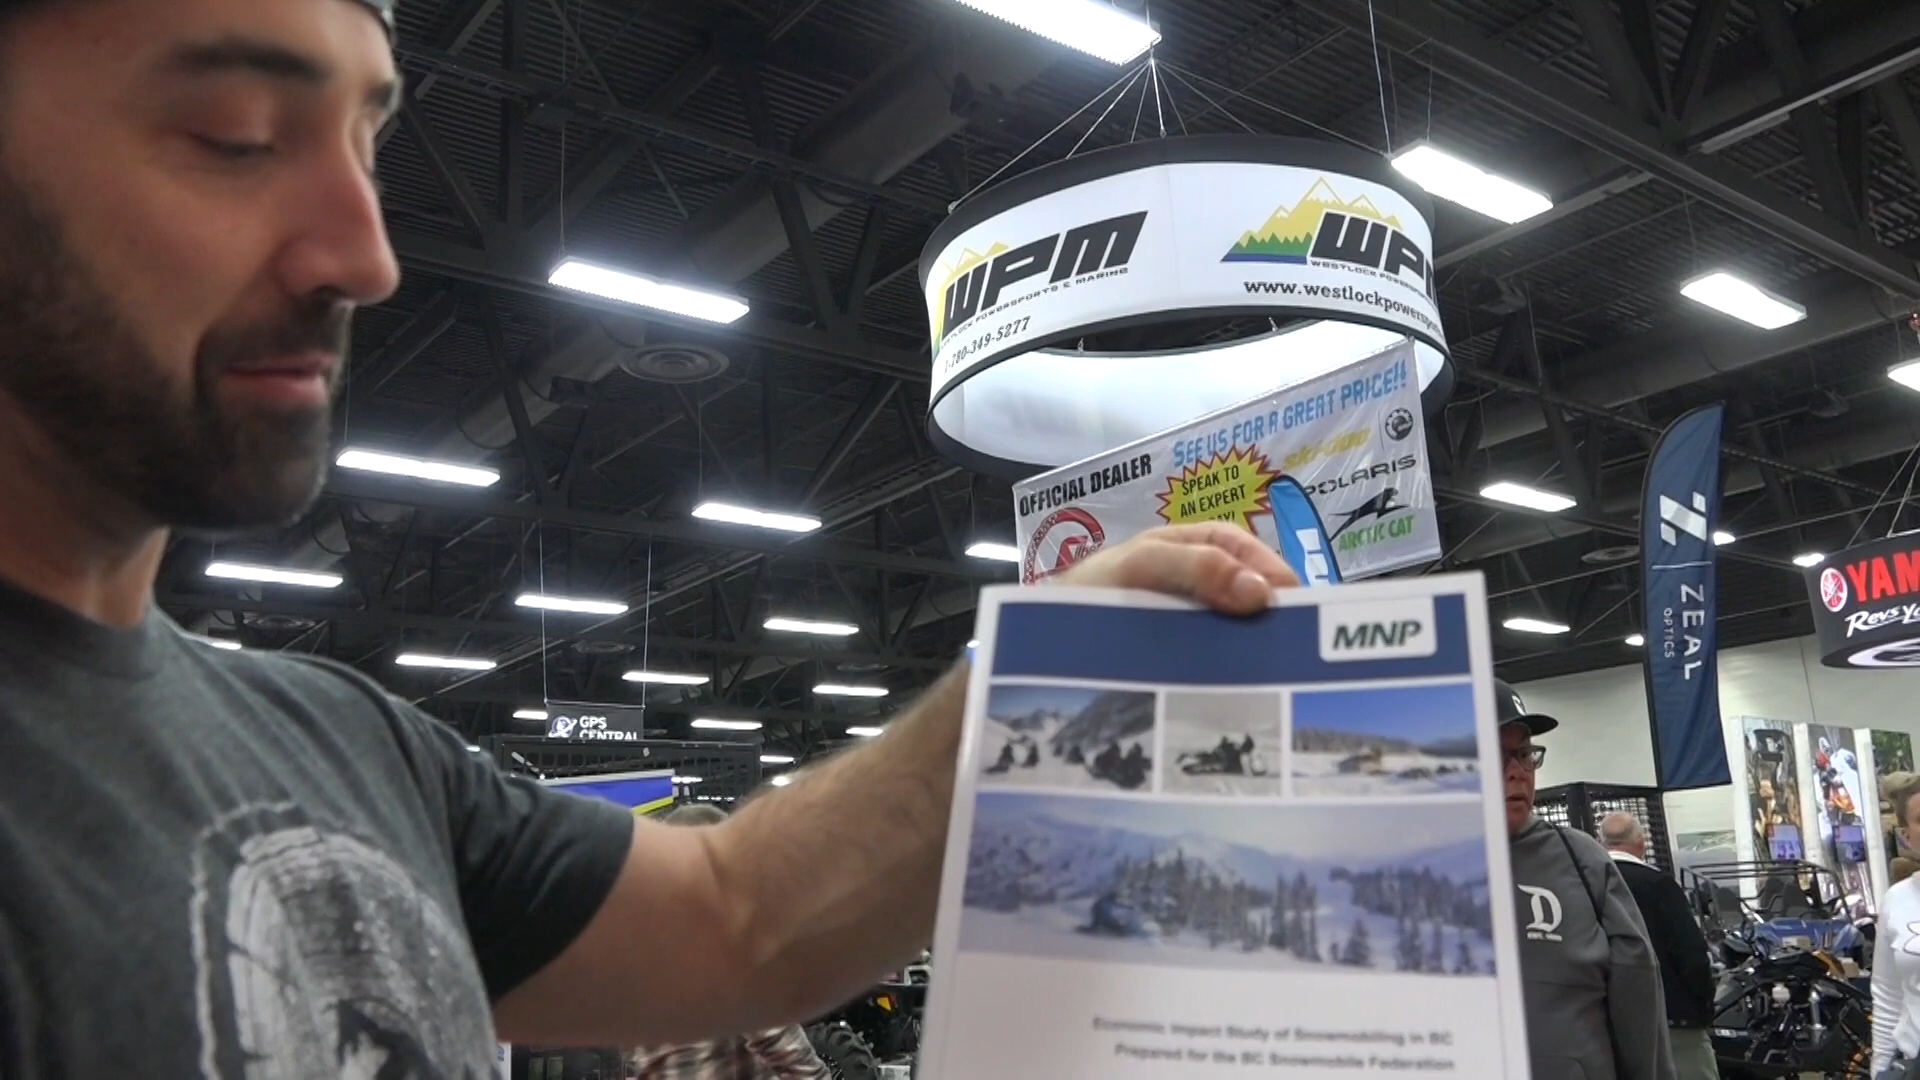 WPM
POWERSPORTS & MARINE
1-780-349-5277
WPM
WESTLOCK
www.westlockpowersports
SEE US FOR A GREAT PRICE!!
OFFICIAL DEALER
SPEAK TO
AN EXPERT
ski-doo
POLARIS
ARCTIC CAT
MNP
Economic Impact Study of Snowmobiling in BC
Prepared for the BC Snowmobile Federation
GPS
CENTRAL
ZEAL
OPTICS
YAM
Revs Yo
D